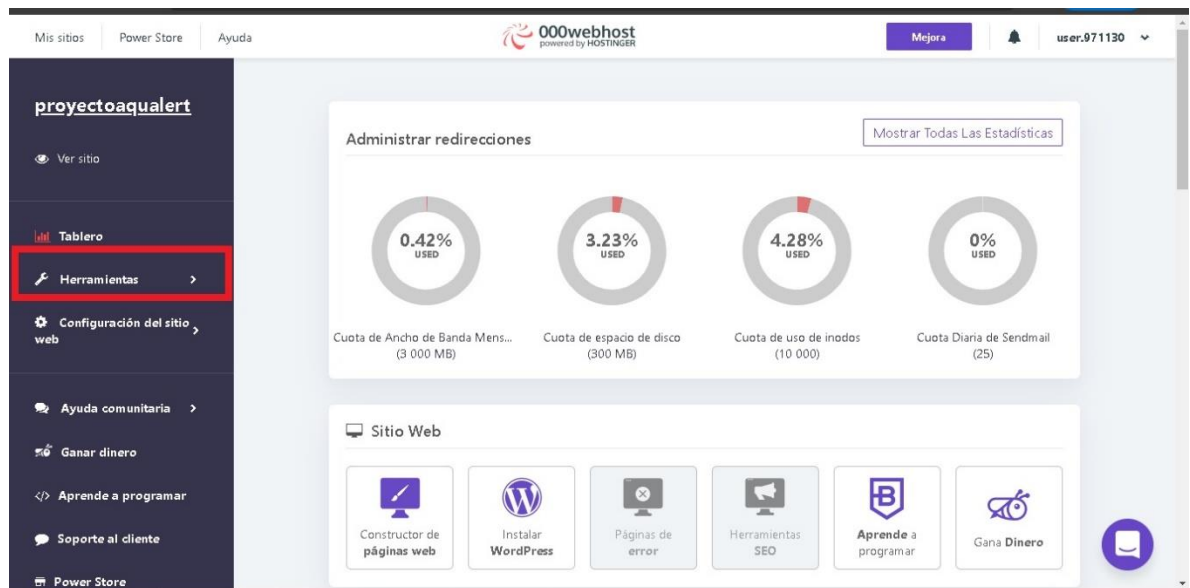 Mis sitios
Power Store
Ayuda
000webhost
powered by HOSTINGER
Mejora
user.971130
proyectoaqualert
Ver sitio
Tablero
Herramientas
Configuración del sitio
web
Ayuda comunitaria
Ganar dinero
Aprende a programar
Soporte al cliente
Power Store
Administrar redirecciones
Mostrar Todas Las Estadísticas
0.42%
USED
3.23%
USED
4.28%
USED
0%
USED
Cuota de Ancho de Banda Mens...
(3 000 MB)
Cuota de espacio de disco
(300 MB)
Cuota de uso de inodos
(10 000)
Cuota Diaria de Sendmail
(25)
Sitio Web
Constructor de
páginas web
Instalar
WordPress
Páginas de
error
Herramientas
SEO
Aprende a
programar
Gana Dinero